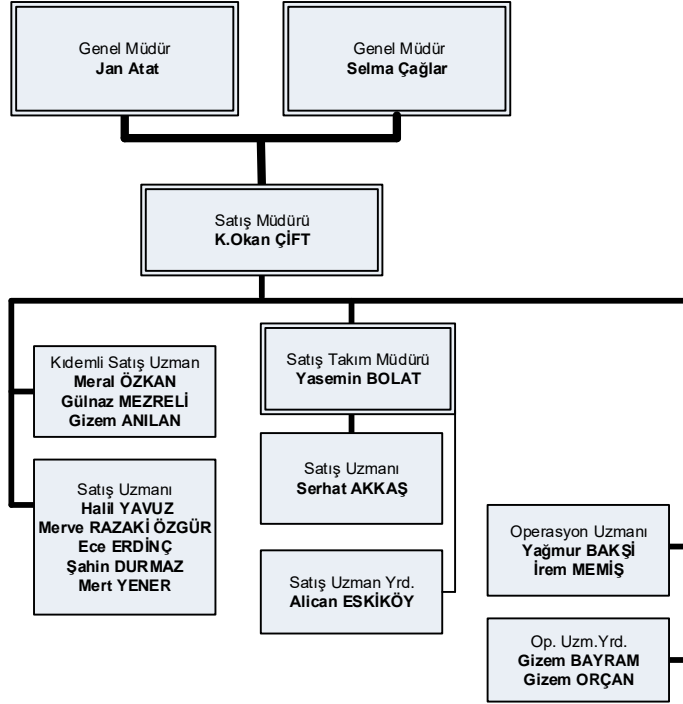 Genel Müdür
Jan Atat
Genel Müdür
Selma Çağlar
Satış Müdürü
K.Okan ÇİFT
Kıdemli Satış Uzman
Meral ÖZKAN
Gülnaz MEZRELİ
Gizem ANILAN
Satış Uzmanı
Halil YAVUZ
Merve RAZAKİ ÖZGÜR
Ece ERDİNÇ
Şahin DURMAZ
Mert YENER
Satış Takım Müdürü
Yasemin BOLAT
Satış Uzmanı
Serhat AKKAŞ
Satış Uzman Yrd.
Alican ESKİKÖY
Operasyon Uzmanı
Yağmur BAKŞİ
İrem MEMİŞ
Op. Uzm.Yrd.
Gizem BAYRAM
Gizem ORÇAN